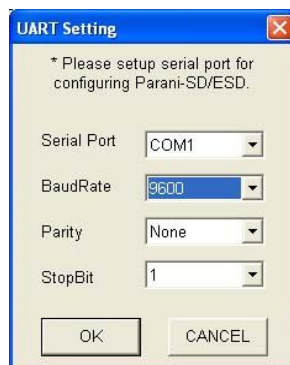 UART Setting
* Please setup serial port for
configuring Parani-SD/ESD.
Serial Port COM1
BaudRate 9600
Parity None
StopBit 1
OK CANCEL